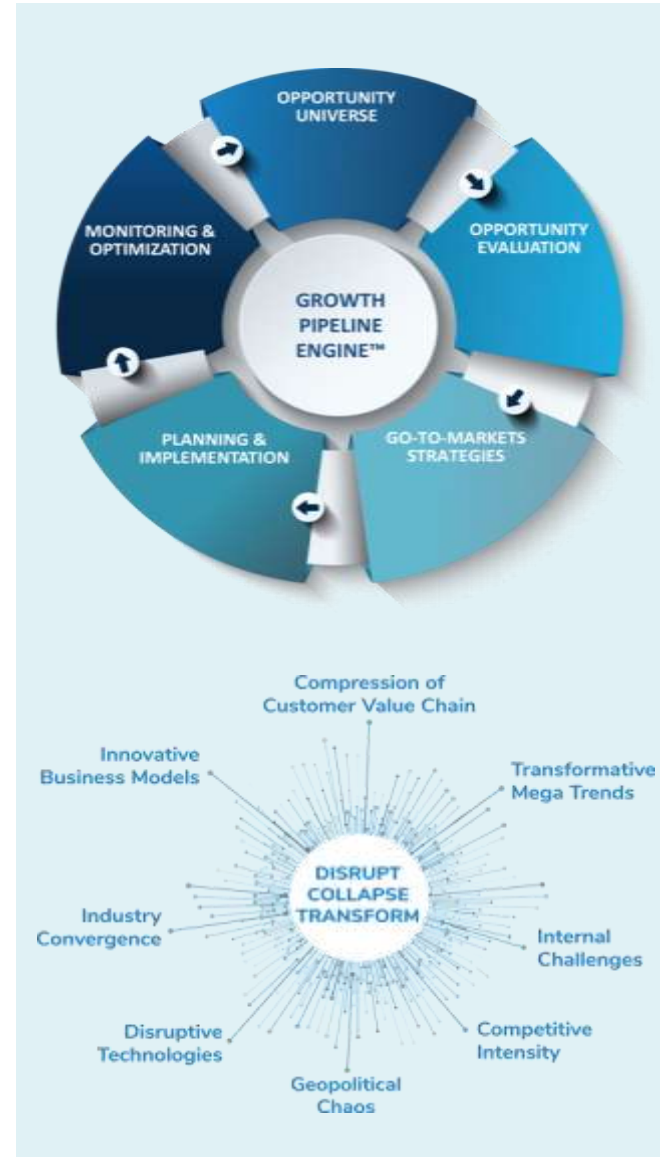 OPPORTUNITY
UNIVERSE
OPPORTUNITY
EVALUATION
MONITORING &
OPTIMIZATION
GROWTH
PIPELINE
ENGINE™
PLANNING &
IMPLEMENTATION
GO-TO-MARKETS
STRATEGIES
Compression of
Customer Value Chain
Innovative
Business Models
Transformative
Mega Trends
DISRUPT
COLLAPSE
TRANSFORM
Industry
Convergence
Internal
Challenges
Disruptive
Technologies
Competitive
Intensity
Geopolitical
Chaos